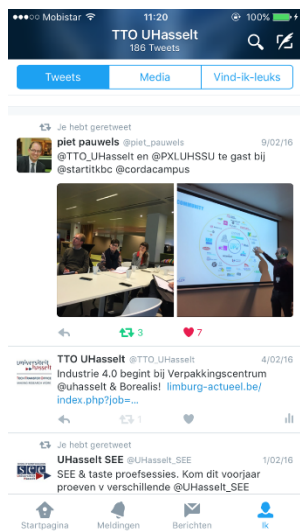 Mobistar 11:20 100%
TTO UHasselt
186 Tweets
Tweets Media Vind-ik-leuks
Je hebt geretweet
piet pauwels @piet_pauwels 9/02/16
@TTO_UHasselt en @PXLUHSSU te gast bij
@startitkbc @cordacampus
3 7
TTO UHasselt @TTO_UHasselt 4/02/16
Industrie 4.0 begint bij Verpakkingscentrum
@uhasselt & Borealis! limburg-actueel.be/
index.php?job=...
1
Je hebt geretweet
UHasselt SEE @UHasselt_SEE 1/02/16
SEE & taste proefsessies. Kom dit voorjaar
proeven v verschillende @UHasselt_SEE
Startpagina Meldingen Berichten Ik